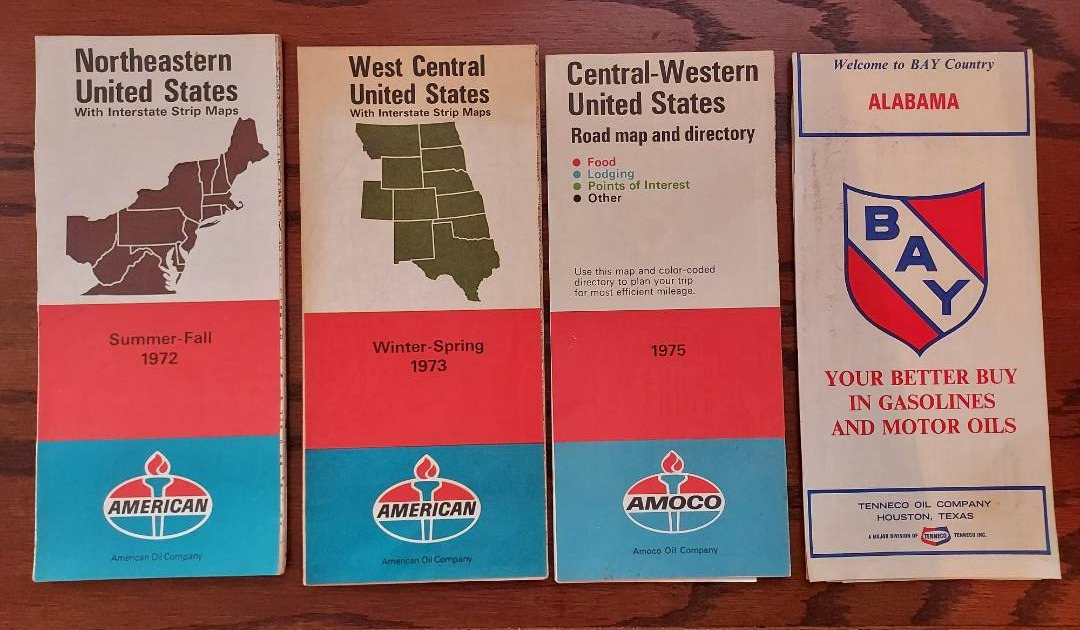 Northeastern
United States
With Interstate Strip Maps
Summer-Fall
1972
AMERICAN
American Oil Company
West Central
United States
With Interstate Strip Maps
Winter-Spring
1973
AMERICAN
American Oil Company
Central-Western
United States
Road map and directory
Food
Lodging
Points of Interest
Other
Use this map and color-coded
directory to plan your trip
for most efficient mileage.
1975
AMOCO
Amoco Oil Company
Welcome to BAY Country
ALABAMA
BAY
YOUR BETTER BUY
IN GASOLINES
AND MOTOR OILS
TENNECO OIL COMPANY
HOUSTON, TEXAS
A MAJOR DIVISION OF TENNECO TENNECO INC.